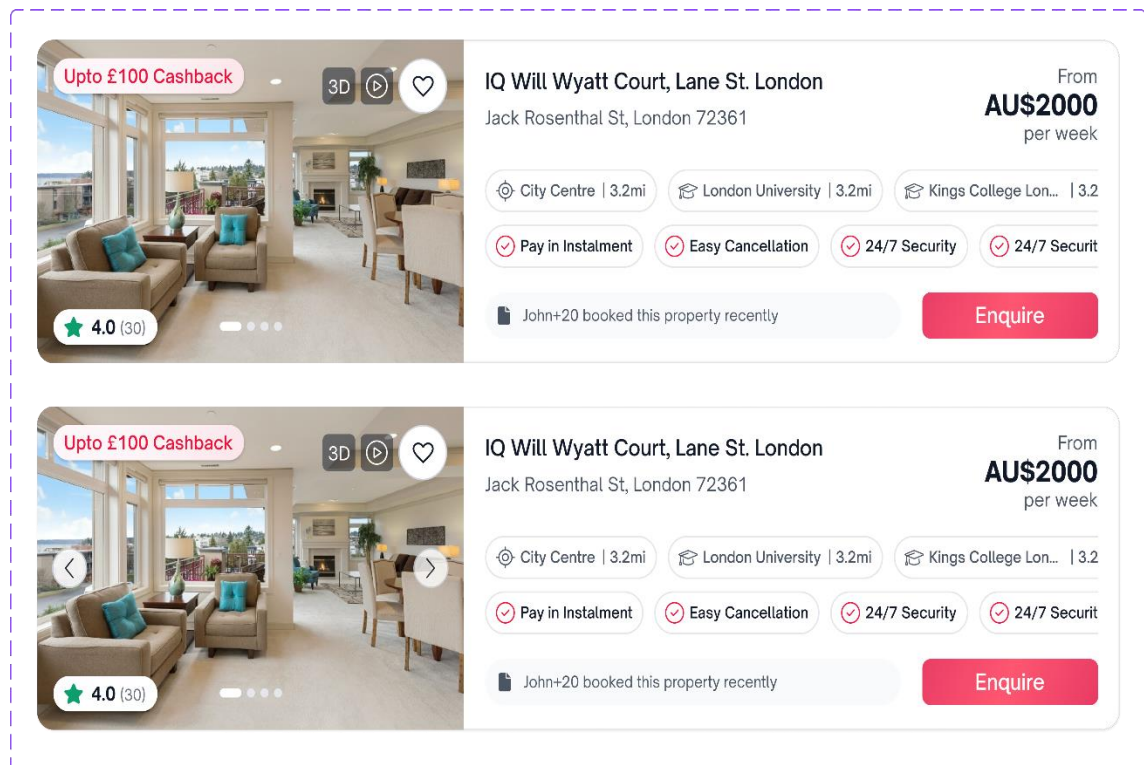 Upto £100 Cashback
3D
IQ Will Wyatt Court, Lane St. London
Jack Rosenthal St, London 72361
From
AU$2000
per week
City Centre | 3.2mi
London University | 3.2mi
Kings College Lon... | 3.2
Pay in Instalment
Easy Cancellation
24/7 Security
24/7 Securit
4.0 (30)
John+20 booked this property recently
Enquire
Upto £100 Cashback
3D
IQ Will Wyatt Court, Lane St. London
Jack Rosenthal St, London 72361
From
AU$2000
per week
City Centre | 3.2mi
London University | 3.2mi
Kings College Lon... | 3.2
Pay in Instalment
Easy Cancellation
24/7 Security
24/7 Securit
4.0 (30)
John+20 booked this property recently
Enquire